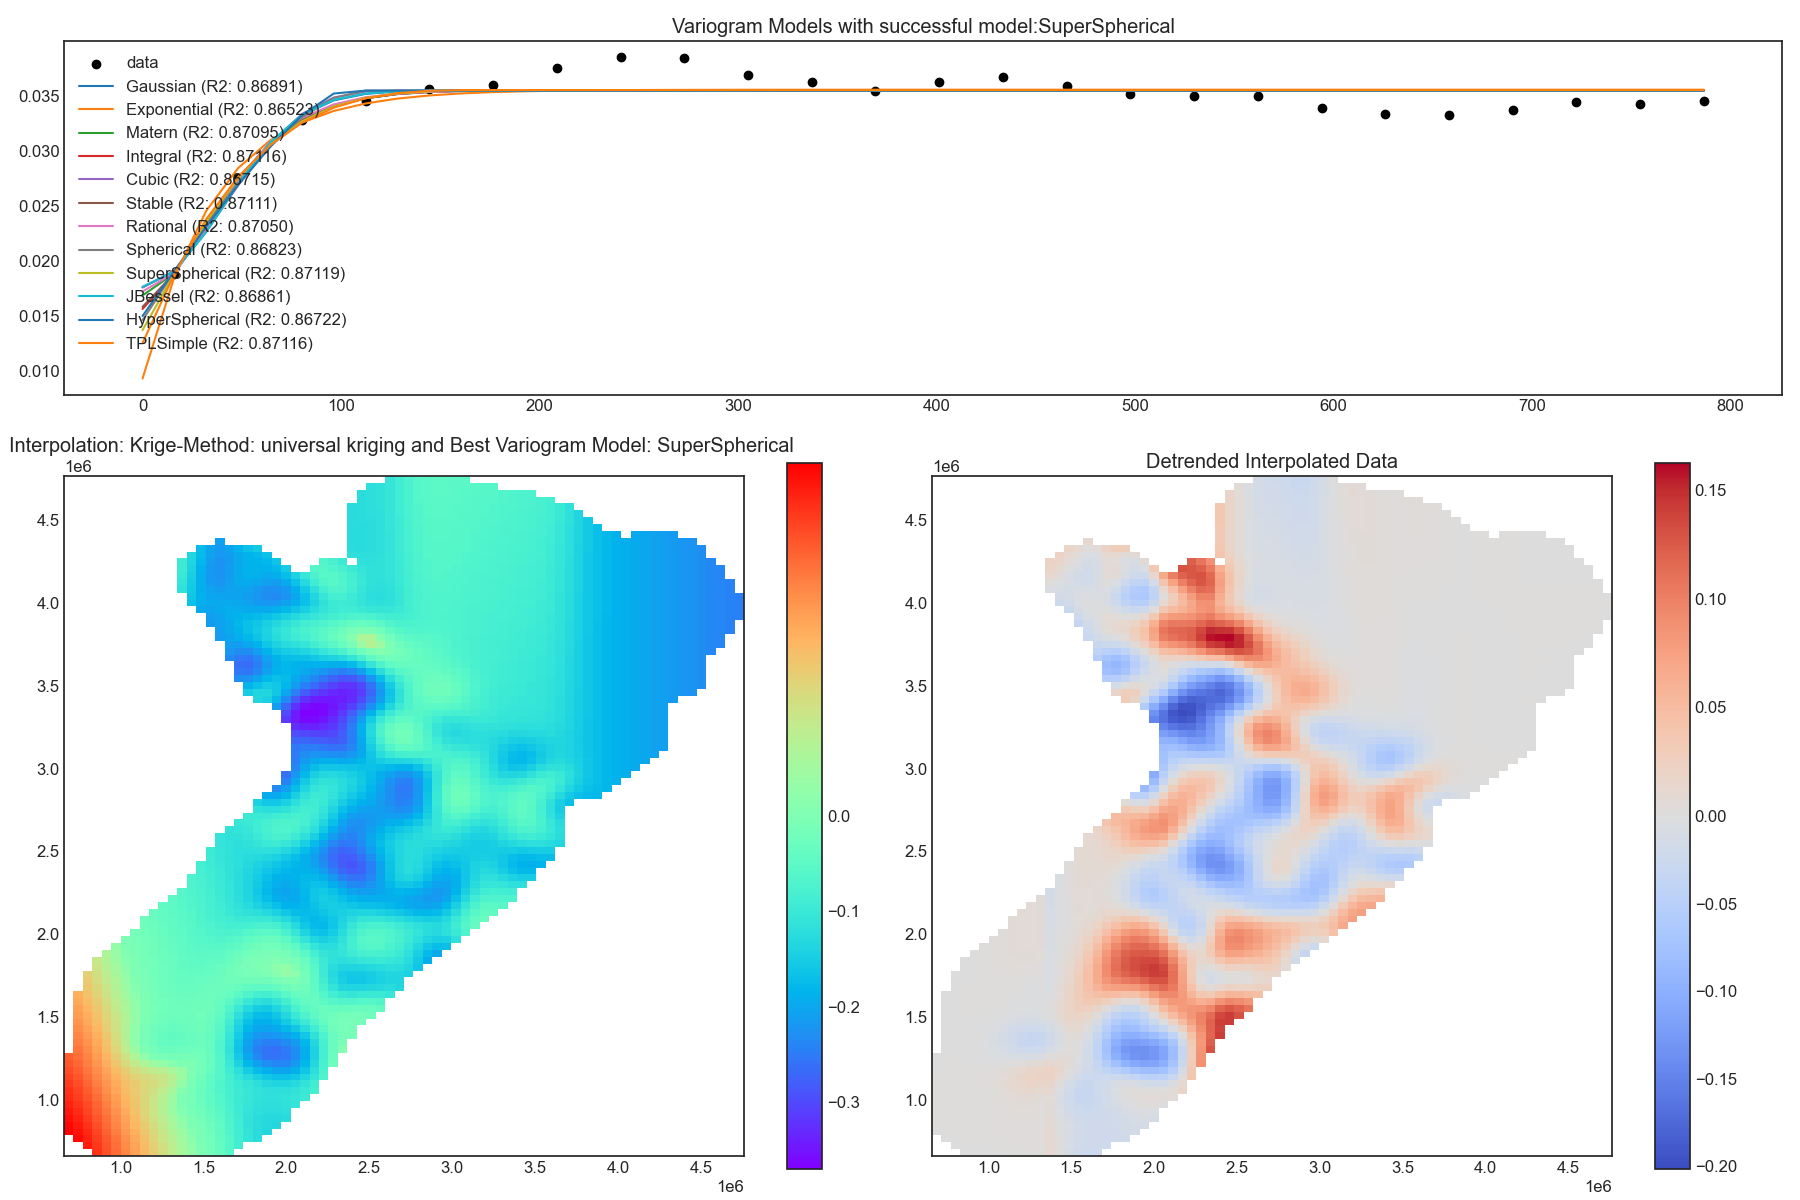 Variogram Models with successful model:SuperSpherical
data
Gaussian (R2: 0.86891)
Exponential (R2: 0.86523)
Matern (R2: 0.87095)
Integral (R2: 0.87116)
Cubic (R2: 0.86715)
Stable (R2: 0.87111)
Rational (R2: 0.87050)
Spherical (R2: 0.86823)
SuperSpherical (R2: 0.87119)
JBessel (R2: 0.86861)
HyperSpherical (R2: 0.86722)
TPLSimple (R2: 0.87116)
0.035
0.030
0.025
0.020
0.015
0.010
0 100 200 300 400 500 600 700 800
Interpolation: Krige-Method: universal kriging and Best Variogram Model: SuperSpherical
1e6
4.5
4.0
3.5
3.0
2.5
2.0
1.5
1.0
1.0 1.5 2.0 2.5 3.0 3.5 4.0 4.5
1e6
0.0
−0.1
−0.2
−0.3
Detrended Interpolated Data
1e6
4.5
4.0
3.5
3.0
2.5
2.0
1.5
1.0
1.0 1.5 2.0 2.5 3.0 3.5 4.0 4.5
1e6
0.15
0.10
0.05
0.00
−0.05
−0.10
−0.15
−0.20